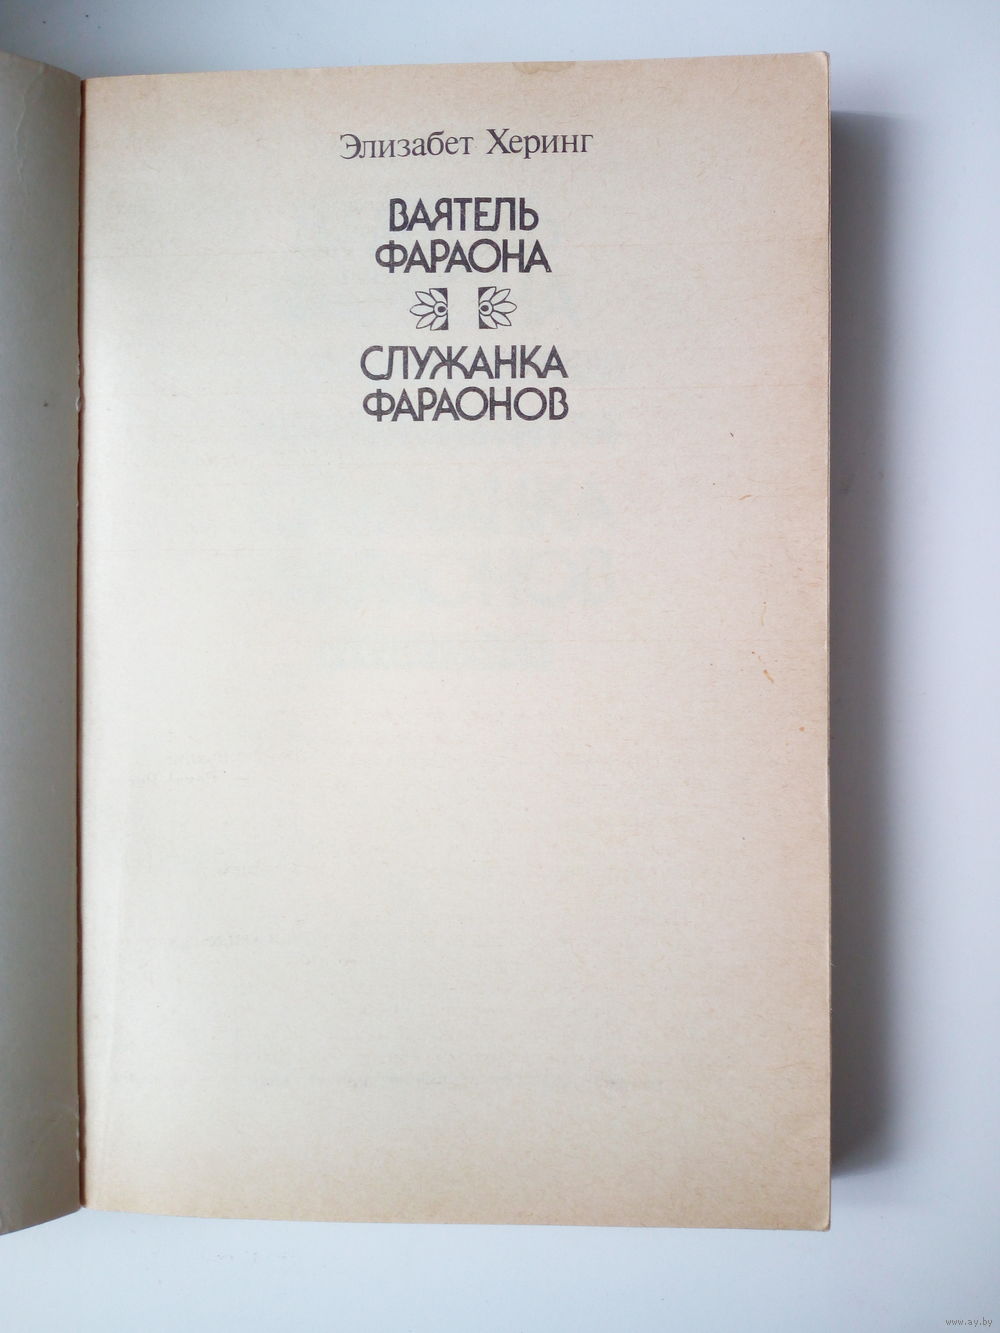 Элизабет Херинг
ВАЯТЕЛЬ
ФАРАОНА
СЛУЖАНКА
ФАРАОНОВ
www.ay.by